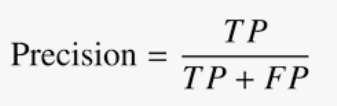 Precision = TP / TP + FP